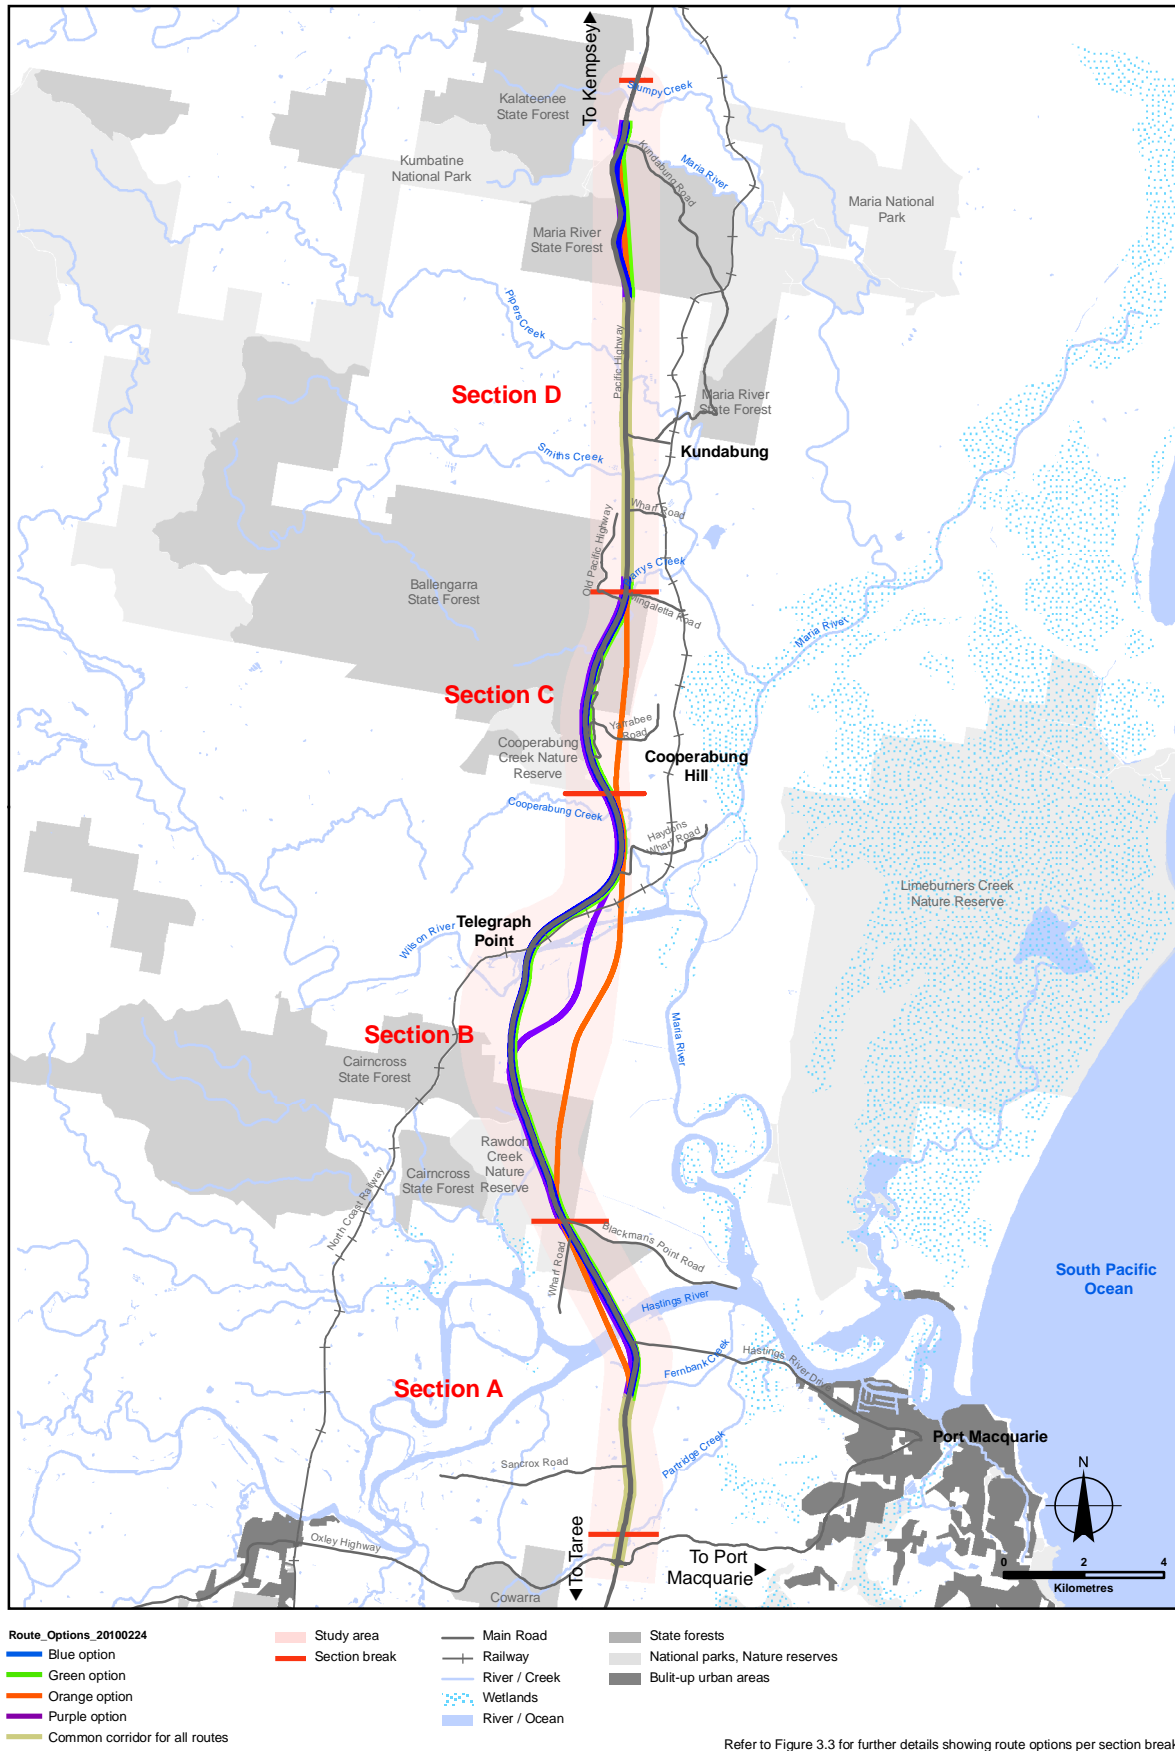 To Kempsey
Stumpy Creek
Kalateenee
State Forest
Kundabung Road
Maria River
Kumbatine
National Park
Maria National
Park
Maria River
State Forest
Pipers Creek
Pacific Highway
Section D
Maria River
State Forest
Smiths Creek
Kundabung
Wharf Road
Old Pacific Highway
Barrys Creek
Ballengarra
State Forest
Mingaletta Road
Maria River
Section C
Yarrabee
Road
Cooperabung
Creek Nature
Reserve
Cooperabung
Hill
Cooperabung Creek
Haydons
Wharf Road
Limeburners Creek
Nature Reserve
Telegraph
Point
Wilson River
Maria River
Section B
Cairncross
State Forest
Rawdon
Creek
Nature
Reserve
Cairncross
State Forest
North Coast Railway
Blackman's Point Road
Wharf Road
South Pacific
Ocean
Hastings River
Hastings River Drive
Fernbank Creek
Section A
Port Macquarie
Partridge Creek
Sancrox Road
N
Oxley Highway
To Taree
To Port
Macquarie
0 2 4
Kilometres
Cowarra
Route_Options_20100224
Blue option
Green option
Orange option
Purple option
Common corridor for all routes
Study area
Section break
Main Road
Railway
River / Creek
Wetlands
River / Ocean
State forests
National parks, Nature reserves
Bulit-up urban areas
Refer to Figure 3.3 for further details showing route options per section break